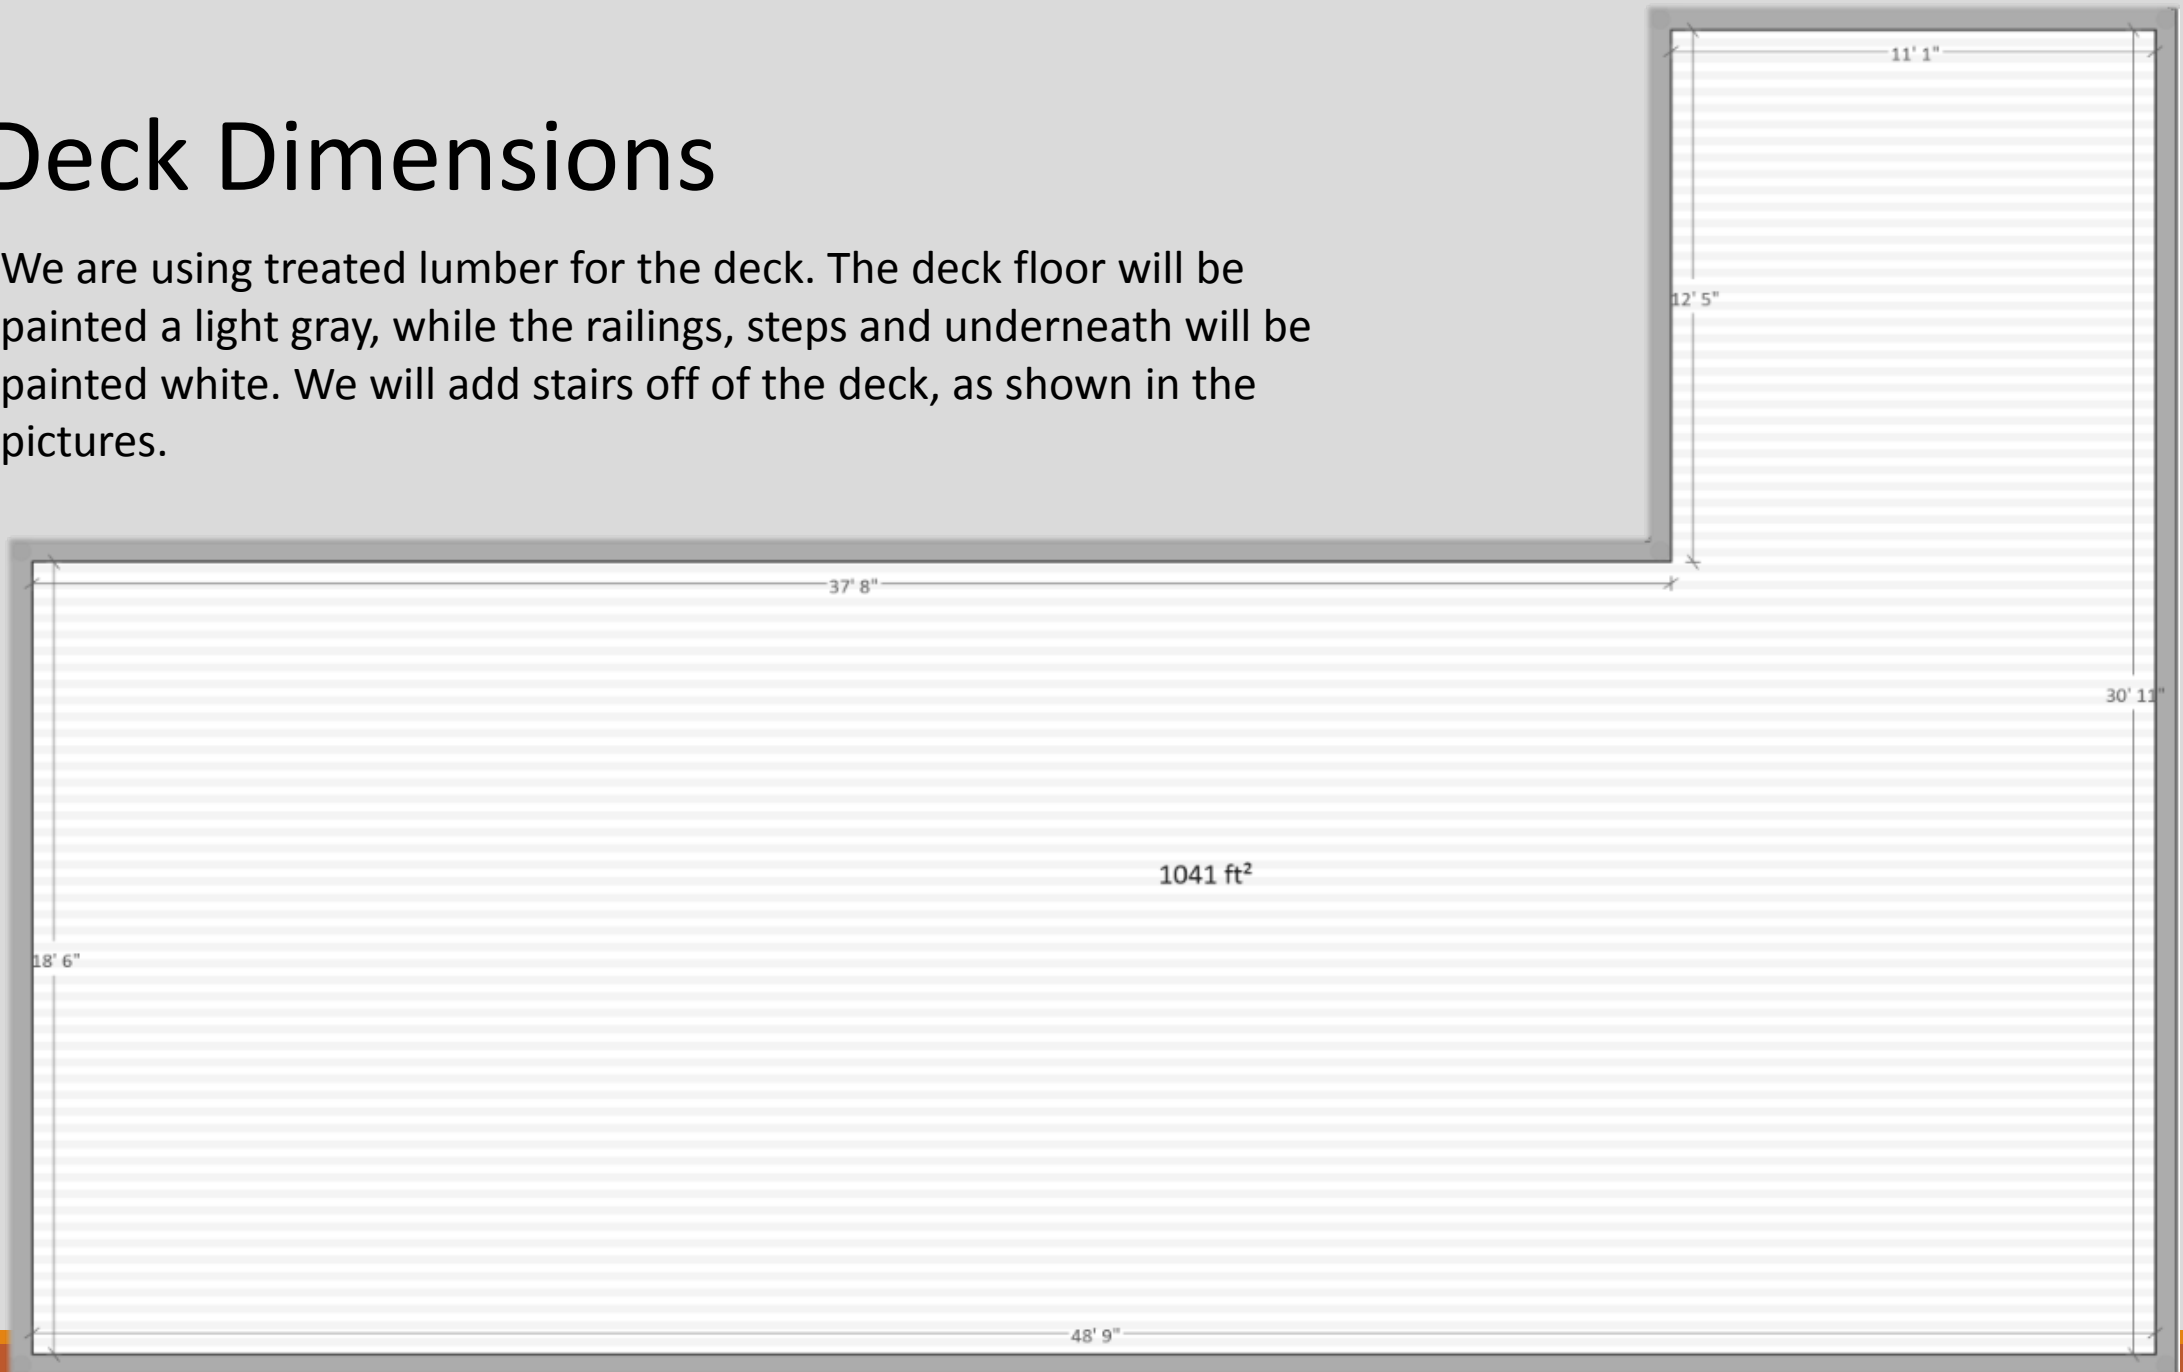 Deck Dimensions
We are using treated lumber for the deck. The deck floor will be
painted a light gray, while the railings, steps and underneath will be
painted white. We will add stairs off of the deck, as shown in the
pictures.
11' 1"
12' 5"
37' 8"
30' 11"
1041 ft²
18' 6"
48' 9"